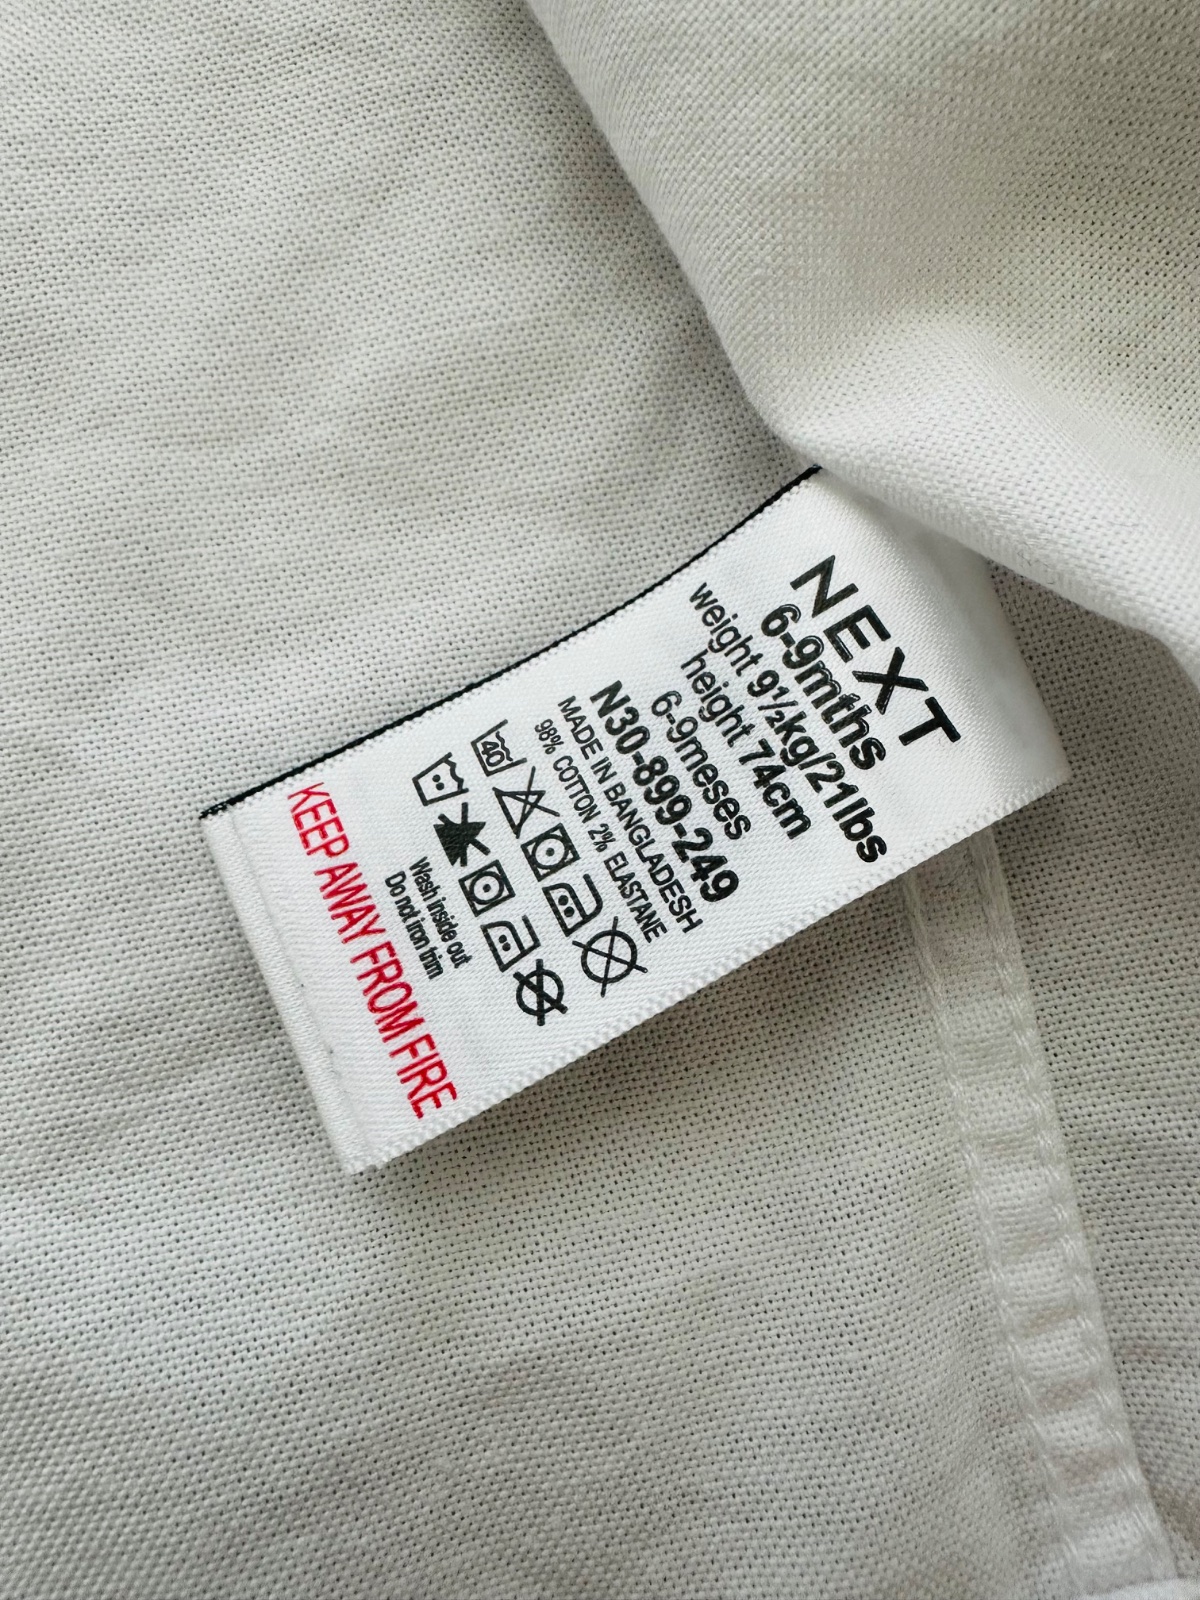 NEXT
6-9mths
weight 9½kg/21lbs
height 74cm
6-9meses
N30-899-249
MADE IN BANGLADESH
98% COTTON 2% ELASTANE
40
Wash inside out
Do not iron trim
KEEP AWAY FROM FIRE